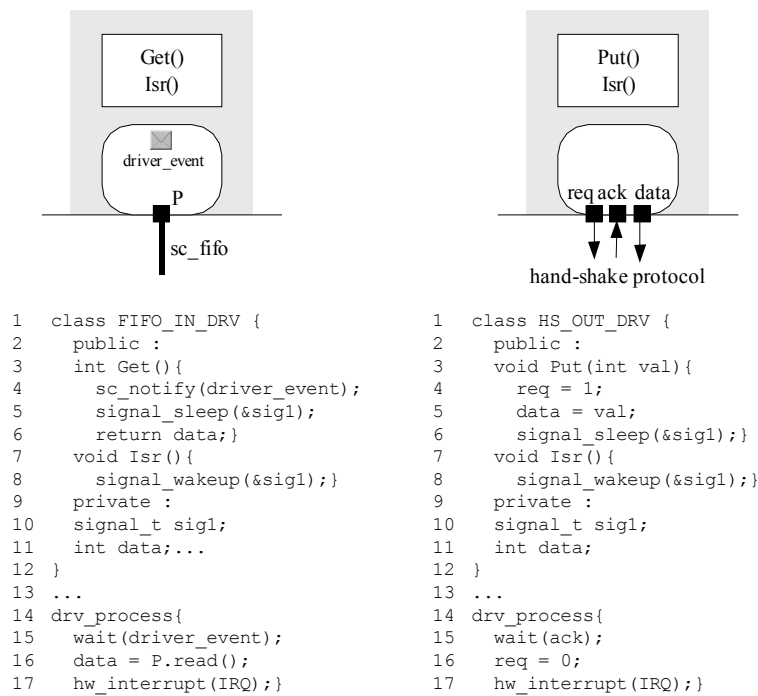 Get()
Isr()
driver_event
P
sc_fifo
1 class FIFO_IN_DRV {
2 public :
3 int Get(){
4 sc_notify(driver_event);
5 signal_sleep(&sig1);
6 return data;}
7 void Isr(){
8 signal_wakeup(&sig1);}
9 private :
10 signal_t sig1;
11 int data;...
12 }
13 ...
14 drv_process{
15 wait(driver_event);
16 data = P.read();
17 hw_interrupt(IRQ);}
Put()
Isr()
req ack data
hand-shake protocol
1 class HS_OUT_DRV {
2 public :
3 void Put(int val){
4 req = 1;
5 data = val;
6 signal_sleep(&sig1);}
7 void Isr(){
8 signal_wakeup(&sig1);}
9 private :
10 signal_t sig1;
11 int data;
12 }
13 ...
14 drv_process{
15 wait(ack);
16 req = 0;
17 hw_interrupt(IRQ);}